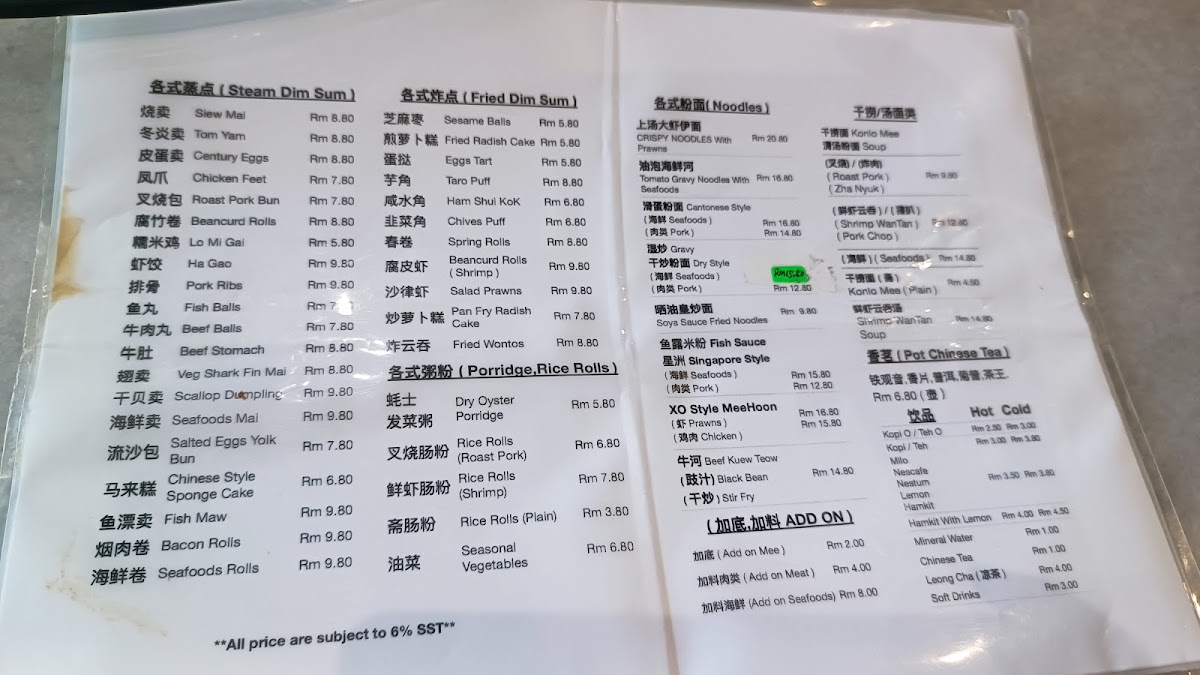 各式蒸点 ( Steam Dim Sum )
烧卖 Siew Mai Rm 8.80
冬炎卖 Tom Yam Rm 8.80
皮蛋卖 Century Eggs Rm 8.80
凤爪 Chicken Feet Rm 7.80
叉烧包 Roast Pork Bun Rm 7.80
腐竹卷 Beancurd Rolls Rm 8.80
糯米鸡 Lo Mi Gai Rm 5.80
虾饺 Ha Gao Rm 9.80
排骨 Pork Ribs Rm 9.80
鱼丸 Fish Balls Rm 7.80
牛肉丸 Beef Balls Rm 7.80
牛肚 Beef Stomach Rm 8.80
翅卖 Veg Shark Fin Mai Rm 8.80
干贝卖 Scallop Dumpling Rm 9.80
海鲜卖 Seafoods Mai Rm 9.80
流沙包 Salted Eggs Yolk Bun Rm 7.80
马来糕 Chinese Style Sponge Cake Rm 6.80
鱼漂卖 Fish Maw Rm 9.80
烟肉卷 Bacon Rolls Rm 9.80
海鲜卷 Seafoods Rolls Rm 9.80
**All price are subject to 6% SST**
各式炸点 ( Fried Dim Sum )
芝麻枣 Sesame Balls Rm 5.80
煎萝卜糕 Fried Radish Cake Rm 5.80
蛋挞 Eggs Tart Rm 5.80
芋角 Taro Puff Rm 8.80
咸水角 Ham Shui KoK Rm 6.80
韭菜角 Chives Puff Rm 6.80
春卷 Spring Rolls Rm 8.80
腐皮虾 Beancurd Rolls ( Shrimp ) Rm 9.80
沙律虾 Salad Prawns Rm 9.80
炒萝卜糕 Pan Fry Radish Cake Rm 7.80
炸云吞 Fried Wontos Rm 8.80
各式粥粉 ( Porridge,Rice Rolls )
蚝士发菜粥 Dry Oyster Porridge Rm 5.80
叉烧肠粉 Rice Rolls (Roast Pork) Rm 6.80
鲜虾肠粉 Rice Rolls (Shrimp) Rm 7.80
斋肠粉 Rice Rolls (Plain) Rm 3.80
油菜 Seasonal Vegetables Rm 6.80
各式粉面( Noodles )
上汤大虾伊面
CRISPY NOODLES With Prawns Rm 20.80
油泡海鲜河
Tomato Gravy Noodles With Seafoods Rm 16.80
滑蛋粉面 Cantonese Style
( 海鲜 Seafoods ) Rm 16.80
( 肉类 Pork ) Rm 14.80
湿炒 Gravy
干炒粉面 Dry Style
( 海鲜 Seafoods ) Rm15.80
( 肉类 Pork ) Rm 12.80
晒油皇炒面
Soya Sauce Fried Noodles Rm 9.80
鱼露米粉 Fish Sauce
星洲 Singapore Style
( 海鲜 Seafoods ) Rm 15.80
( 肉类 Pork ) Rm 12.80
XO Style MeeHoon Rm 16.80
( 虾 Prawns ) Rm 15.80
( 鸡肉 Chicken )
牛河 Beef Kuew Teow
( 豉汁) Black Bean Rm 14.80
( 干炒 ) Stir Fry
( 加底,加料 ADD ON )
加底 ( Add on Mee ) Rm 2.00
加料肉类 ( Add on Meat ) Rm 4.00
加料海鲜 (Add on Seafoods) Rm 8.00
干捞/汤面类
干捞面 Konlo Mee
清汤粉面 Soup
(叉烧) / (炸肉)
( Roast Pork ) Rm 9.80
( Zha Nyuk )
( 鲜虾云吞 ) / ( 猪扒 )
( Shrimp WanTan ) Rm 12.80
( Pork Chop )
( 海鲜 ) ( Seafoods ) Rm 14.80
干捞面 ( 斋 )
Konlo Mee ( Plain ) Rm 4.50
鲜虾云吞汤
Shrimp WanTan Soup Rm 14.80
香茗 ( Pot Chinese Tea )
铁观音,香片,普洱,菊普,茶王.
Rm 6.80 ( 壶 )
饮品 Hot Cold
Kopi O / Teh O Rm 2.50 Rm 3.00
Kopi / Teh Rm 3.00 Rm 3.80
Milo
Nescafe
Nestum Rm 3.50 Rm 3.80
Lemon
Hamkit
Hamkit With Lemon Rm 4.00 Rm 4.50
Mineral Water Rm 1.00
Chinese Tea Rm 1.00
Leong Cha ( 凉茶 ) Rm 4.00
Soft Drinks Rm 3.00